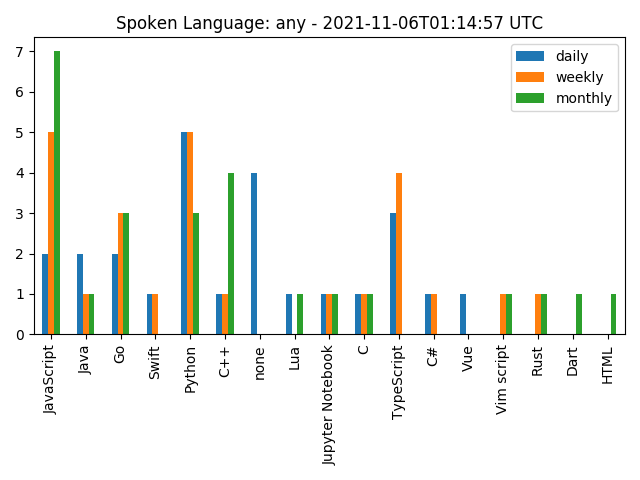 Spoken Language: any - 2021-11-06T01:14:57 UTC
daily
weekly
monthly
7
6
5
4
3
2
1
0
JavaScript
Java
Go
Swift
Python
C++
none
Lua
Jupyter Notebook
C
TypeScript
C#
Vue
Vim script
Rust
Dart
HTML